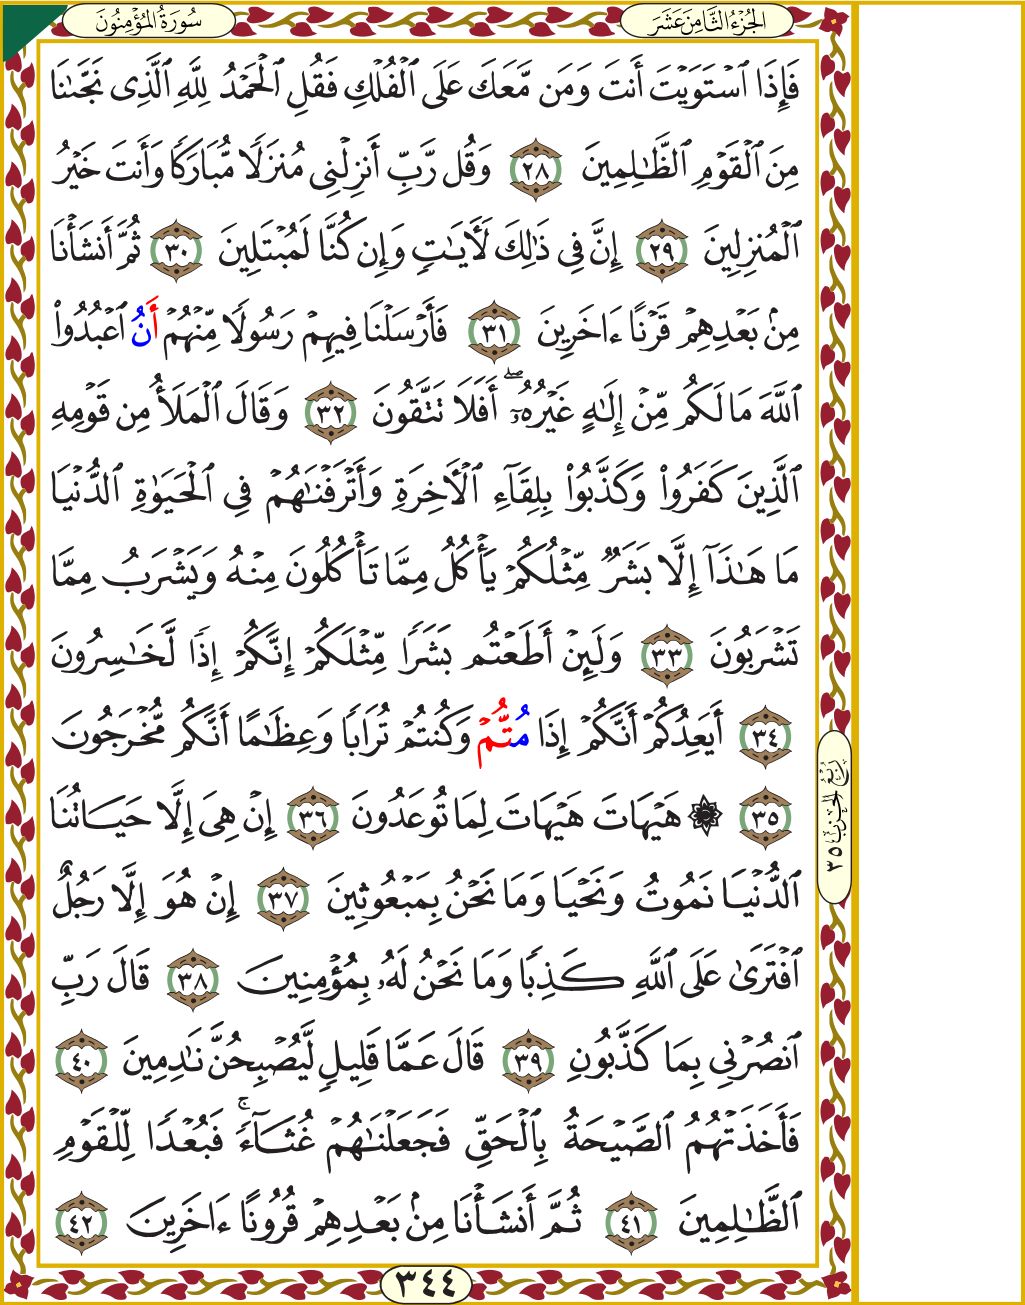 الجُزْءُ الثَّامِنَ عَشَرَ
سُورَةُ المُؤْمِنُونَ
فَإِذَا ٱسْتَوَيْتَ أَنتَ وَمَن مَّعَكَ عَلَى ٱلْفُلْكِ فَقُلِ ٱلْحَمْدُ لِلَّهِ ٱلَّذِى نَجَّىٰنَا
مِنَ ٱلْقَوْمِ ٱلظَّٰلِمِينَ ٢٨ وَقُل رَّبِّ أَنزِلْنِى مُنزَلًا مُّبَارَكًا وَأَنتَ خَيْرُ
ٱلْمُنزِلِينَ ٢٩ إِنَّ فِى ذَٰلِكَ لَأٓيَٰتٍ وَإِن كُنَّا لَمُبْتَلِينَ ٣٠ ثُمَّ أَنشَأْنَا
مِنۢ بَعْدِهِمْ قَرْنًا ءَاخَرِينَ ٣١ فَأَرْسَلْنَا فِيهِمْ رَسُولًا مِّنْهُمْ أَنُ ٱعْبُدُوا۟
ٱللَّهَ مَا لَكُم مِّنْ إِلَٰهٍ غَيْرُهُۥٓ ۖ أَفَلَا تَتَّقُونَ ٣٢ وَقَالَ ٱلْمَلَأُ مِن قَوْمِهِ
ٱلَّذِينَ كَفَرُوا۟ وَكَذَّبُوا۟ بِلِقَآءِ ٱلْأَخِرَةِ وَأَتْرَفْنَٰهُمْ فِى ٱلْحَيَوٰةِ ٱلدُّنْيَا
مَا هَٰذَآ إِلَّا بَشَرٌ مِّثْلُكُمْ يَأْكُلُ مِمَّا تَأْكُلُونَ مِنْهُ وَيَشْرَبُ مِمَّا
تَشْرَبُونَ ٣٣ وَلَئِنْ أَطَعْتُم بَشَرًا مِّثْلَكُمْ إِنَّكُمْ إِذًا لَّخَٰسِرُونَ
٣٤ أَيَعِدُكُمْ أَنَّكُمْ إِذَا مُتُّمْ وَكُنتُمْ تُرَابًا وَعِظَٰمًا أَنَّكُم مُّخْرَجُونَ
٣٥ ۞ هَيْهَاتَ هَيْهَاتَ لِمَا تُوعَدُونَ ٣٦ إِنْ هِىَ إِلَّا حَيَاتُنَا
ٱلدُّنْيَا نَمُوتُ وَنَحْيَا وَمَا نَحْنُ بِمَبْعُوثِينَ ٣٧ إِنْ هُوَ إِلَّا رَجُلٌ
ٱفْتَرَىٰ عَلَى ٱللَّهِ كَذِبًا وَمَا نَحْنُ لَهُۥ بِمُؤْمِنِينَ ٣٨ قَالَ رَبِّ
ٱنصُرْنِى بِمَا كَذَّبُونِ ٣٩ قَالَ عَمَّا قَلِيلٍ لَّيُصْبِحُنَّ نَٰدِمِينَ ٤٠
فَأَخَذَتْهُمُ ٱلصَّيْحَةُ بِٱلْحَقِّ فَجَعَلْنَٰهُمْ غُثَآءً ۚ فَبُعْدًا لِّلْقَوْمِ
ٱلظَّٰلِمِينَ ٤١ ثُمَّ أَنشَأْنَا مِنۢ بَعْدِهِمْ قُرُونًا ءَاخَرِينَ ٤٢
رُبْعُ الحِزْب ٣٥
٣٤٤